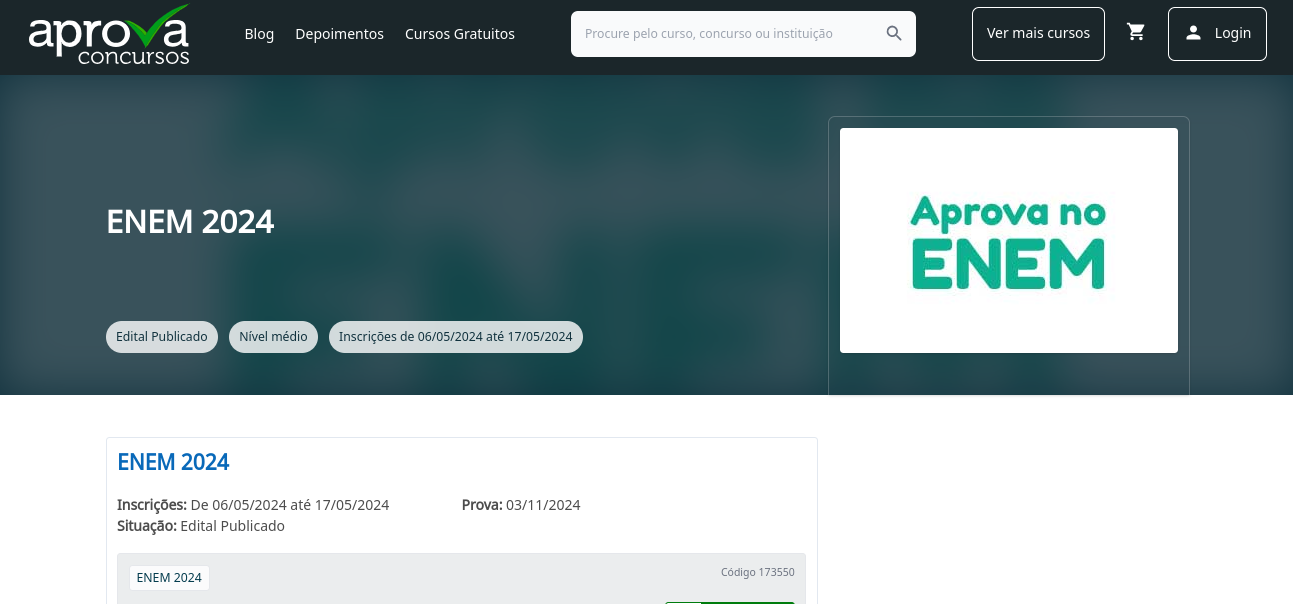 aprova
concursos
Blog
Depoimentos
Cursos Gratuitos
Procure pelo curso, concurso ou instituição
Ver mais cursos
Login
ENEM 2024
Edital Publicado
Nível médio
Inscrições de 06/05/2024 até 17/05/2024
Aprova no
ENEM
ENEM 2024
Inscrições: De 06/05/2024 até 17/05/2024
Prova: 03/11/2024
Situação: Edital Publicado
ENEM 2024
Código 173550